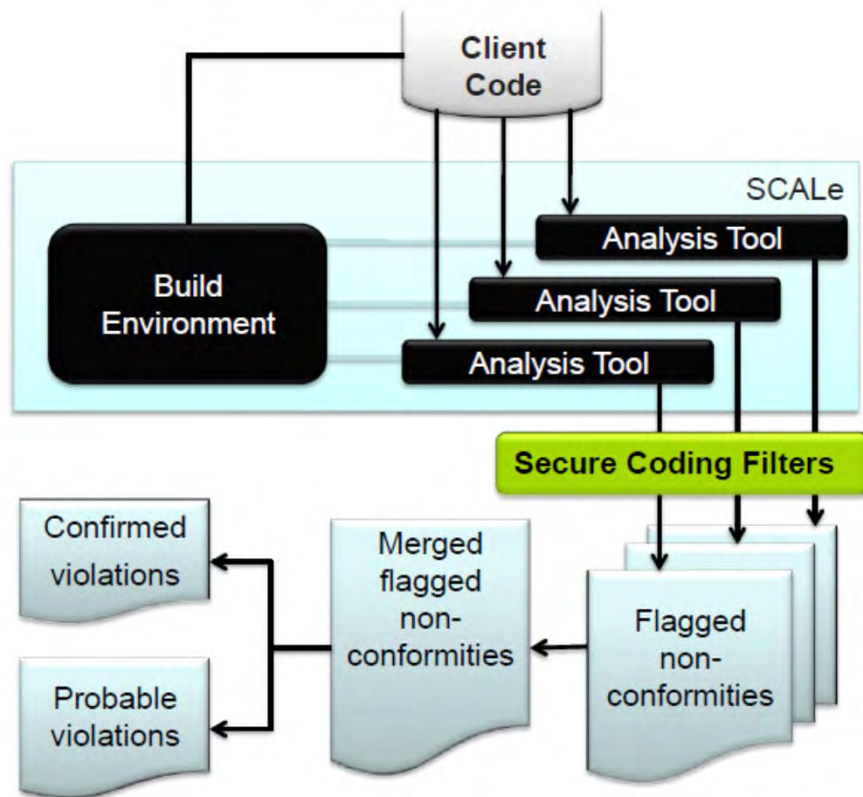 Client
Code
SCALe
Analysis Tool
Build
Environment
Analysis Tool
Analysis Tool
Secure Coding Filters
Confirmed
violations
Merged
flagged
non-
conformities
Flagged
non-
conformities
Probable
violations